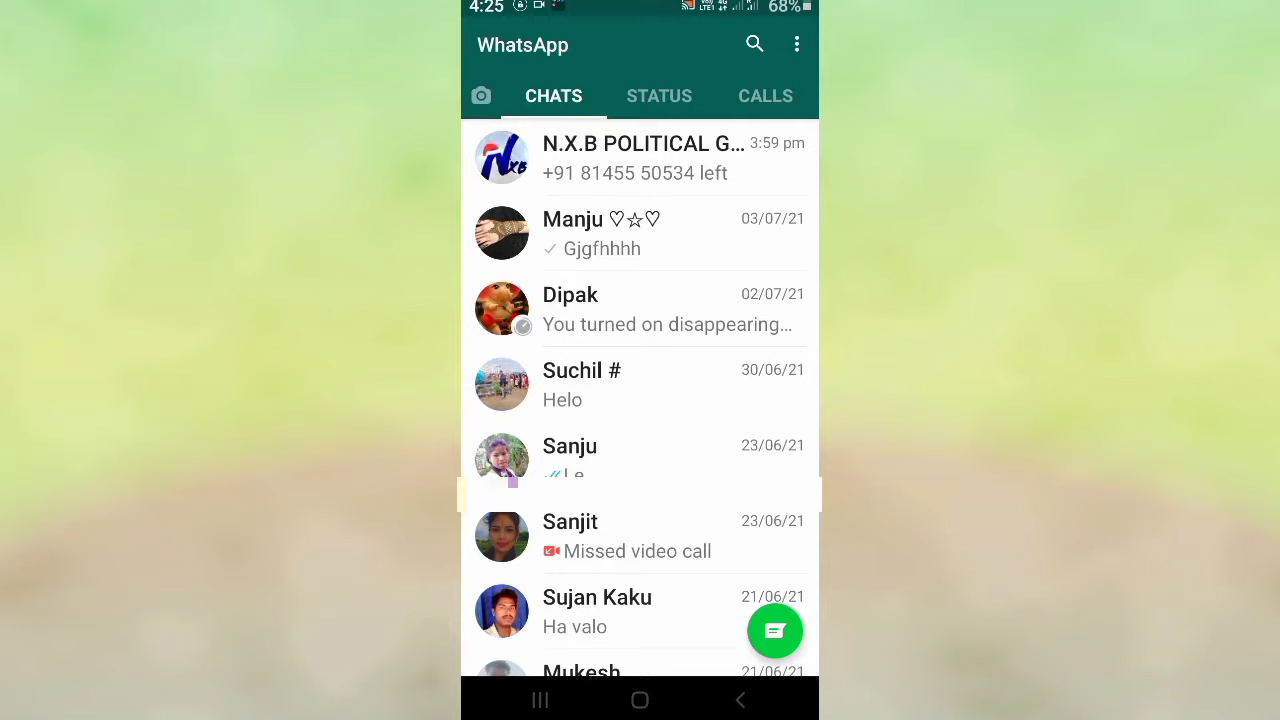 4:25 68%
WhatsApp
CHATS STATUS CALLS
NXB
N.X.B POLITICAL G... 3:59 pm
+91 81455 50534 left
Manju ♡☆♡ 03/07/21
Gjgfhhhh
Dipak 02/07/21
You turned on disappearing...
Suchil # 30/06/21
Helo
Sanju 23/06/21
Sanjit 23/06/21
Missed video call
Sujan Kaku 21/06/21
Ha valo
Mukesh 21/06/21